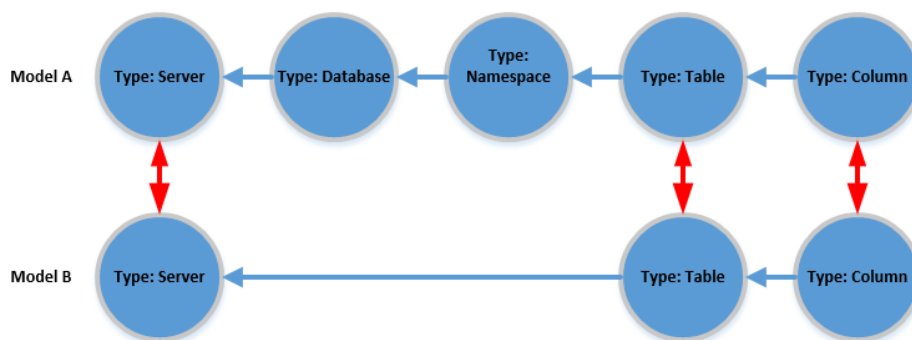 Model A
Type: Server
Type: Database
Type:
Namespace
Type: Table
Type: Column
Model B
Type: Server
Type: Table
Type: Column